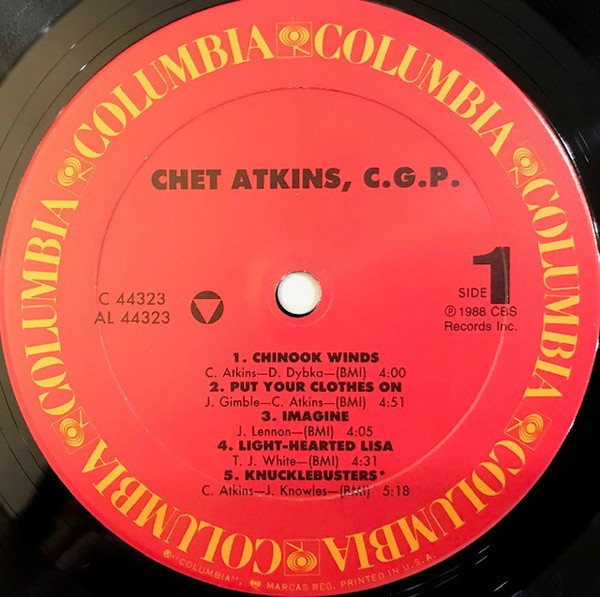 COLUMBIA COLUMBIA COLUMBIA COLUMBIA COLUMBIA COLUMBIA
CHET ATKINS, C.G.P.
C 44323
AL 44323
SIDE 1
℗ 1988 CBS
Records Inc.
1. CHINOOK WINDS
C. Atkins—D. Dybka—(BMI) 4:00
2. PUT YOUR CLOTHES ON
J. Gimble—C. Atkins—(BMI) 4:51
3. IMAGINE
J. Lennon—(BMI) 4:05
4. LIGHT-HEARTED LISA
T. J. White—(BMI) 4:31
5. KNUCKLEBUSTERS*
C. Atkins—J. Knowles—(BMI) 5:18
®"COLUMBIA", MARCAS REG. PRINTED IN U.S.A.